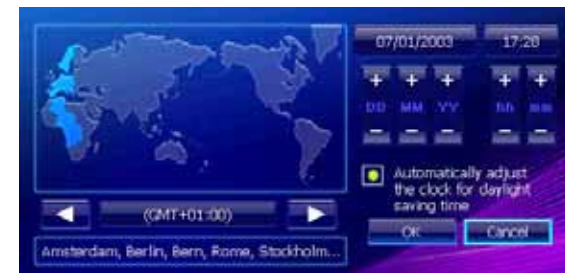 07/01/2003 17:28
+ + + + +
DD MM YY hh mm
− − − − −
Automatically adjust
the clock for daylight
saving time
(GMT+01:00)
OK Cancel
Amsterdam, Berlin, Bern, Rome, Stockholm...